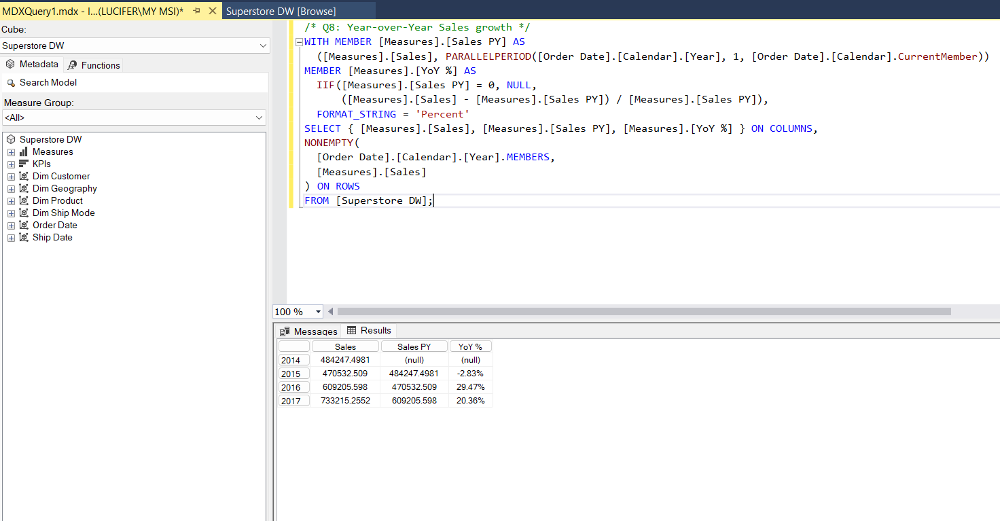 MDXQuery1.mdx - I...(LUCIFER\MY MSI)*
Superstore DW [Browse]
Cube:
Superstore DW
Metadata
Functions
Search Model
Measure Group:
<All>
Superstore DW
Measures
KPIs
Dim Customer
Dim Geography
Dim Product
Dim Ship Mode
Order Date
Ship Date
/* Q8: Year-over-Year Sales growth */
WITH MEMBER [Measures].[Sales PY] AS
([Measures].[Sales], PARALLELPERIOD([Order Date].[Calendar].[Year], 1, [Order Date].[Calendar].CurrentMember))
MEMBER [Measures].[YoY %] AS
IIF([Measures].[Sales PY] = 0, NULL,
([Measures].[Sales] - [Measures].[Sales PY]) / [Measures].[Sales PY]),
FORMAT_STRING = 'Percent'
SELECT { [Measures].[Sales], [Measures].[Sales PY], [Measures].[YoY %] } ON COLUMNS,
NONEMPTY(
[Order Date].[Calendar].[Year].MEMBERS,
[Measures].[Sales]
) ON ROWS
FROM [Superstore DW];
100 %
Messages
Results
Sales Sales PY YoY %
2014 484247.4981 (null) (null)
2015 470532.509 484247.4981 -2.83%
2016 609205.598 470532.509 29.47%
2017 733215.2552 609205.598 20.36%